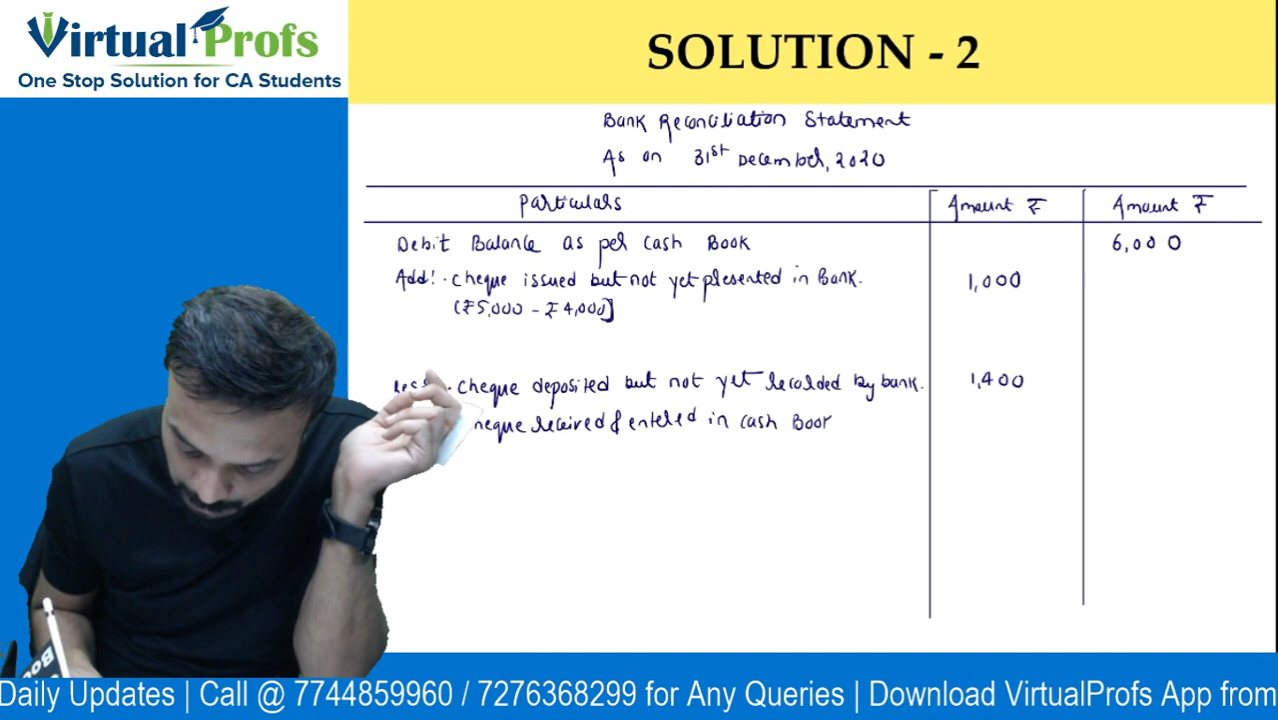 Virtual Profs
One Stop Solution for CA Students
SOLUTION - 2
Bank Reconciliation Statement
As on 31st December, 2020
Particulars Amount ₹ Amount ₹
Debit Balance as per Cash Book 6,000
Add:- Cheque issued but not yet presented in Bank. 1,000
(₹5,000 - ₹4,000]
Less:- Cheque deposited but not yet recorded by bank. 1,400
cheque received & entered in cash Book
Daily Updates | Call @ 7744859960 / 7276368299 for Any Queries | Download VirtualProfs App from